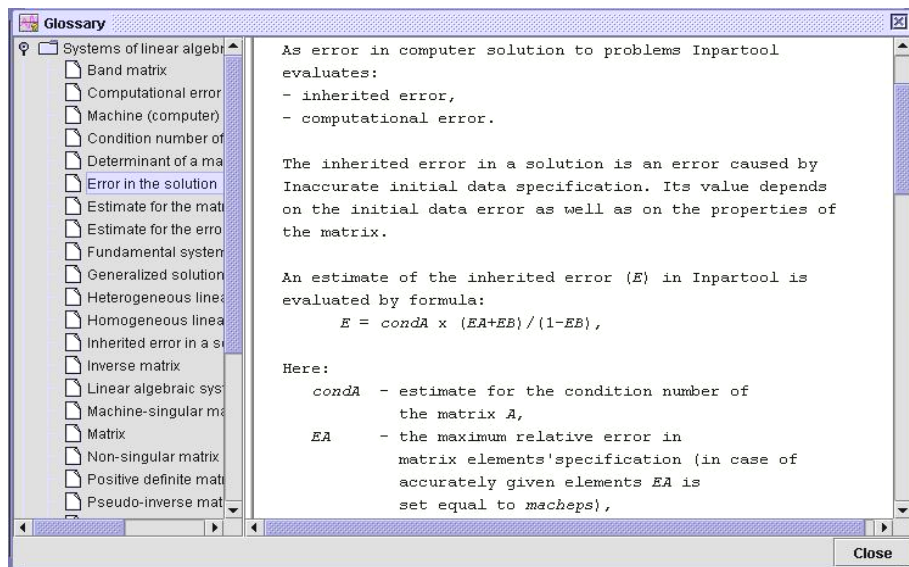 Glossary
Systems of linear algebr
Band matrix
Computational error
Machine (computer)
Condition number of
Determinant of a ma
Error in the solution
Estimate for the matr
Estimate for the erro
Fundamental system
Generalized solution
Heterogeneous linea
Homogeneous linea
Inherited error in a s
Inverse matrix
Linear algebraic sys
Machine-singular ma
Matrix
Non-singular matrix
Positive definite matr
Pseudo-inverse mat
As error in computer solution to problems Inpartool
evaluates:
- inherited error,
- computational error.
The inherited error in a solution is an error caused by
Inaccurate initial data specification. Its value depends
on the initial data error as well as on the properties of
the matrix.
An estimate of the inherited error (E) in Inpartool is
evaluated by formula:
E = condA x (EA+EB)/(1-EB),
Here:
condA - estimate for the condition number of
the matrix A,
EA - the maximum relative error in
matrix elements'specification (in case of
accurately given elements EA is
set equal to macheps),
Close